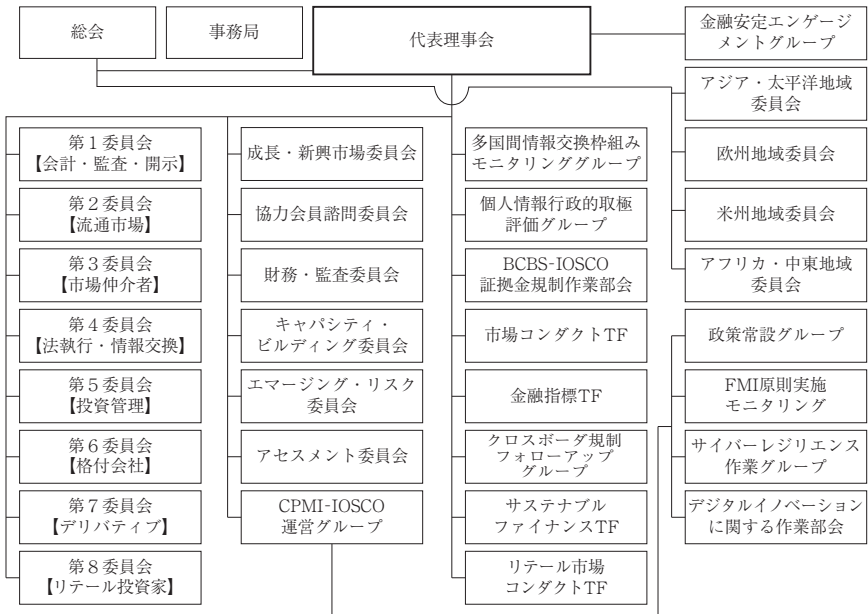 総会
事務局
代表理事会
金融安定エンゲージ
メントグループ
アジア・太平洋地域
委員会
欧州地域委員会
米州地域委員会
アフリカ・中東地域
委員会
第1委員会
【会計・監査・開示】
第2委員会
【流通市場】
第3委員会
【市場仲介者】
第4委員会
【法執行・情報交換】
第5委員会
【投資管理】
第6委員会
【格付会社】
第7委員会
【デリバティブ】
第8委員会
【リテール投資家】
成長・新興市場委員会
協力会員諮問委員会
財務・監査委員会
キャパシティ・
ビルディング委員会
エマージング・リスク
委員会
アセスメント委員会
CPMI-IOSCO
運営グループ
多国間情報交換枠組み
モニタリンググループ
個人情報行政的取極
評価グループ
BCBS-IOSCO
証拠金規制作業部会
市場コンダクトTF
金融指標TF
クロスボーダ規制
フォローアップ
グループ
サステナブル
ファイナンスTF
リテール市場
コンダクトTF
政策常設グループ
FMI原則実施
モニタリング
サイバーレジリエンス
作業グループ
デジタルイノベーション
に関する作業部会